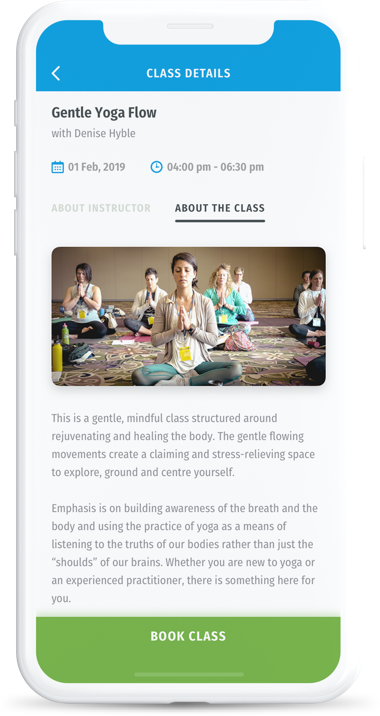 CLASS DETAILS
Gentle Yoga Flow
with Denise Hyble
01 Feb, 2019 04:00 pm - 06:30 pm
ABOUT INSTRUCTOR ABOUT THE CLASS
This is a gentle, mindful class structured around
rejuvenating and healing the body. The gentle flowing
movements create a claiming and stress-relieving space
to explore, ground and centre yourself.
Emphasis is on building awareness of the breath and the
body and using the practice of yoga as a means of
listening to the truths of our bodies rather than just the
“shoulds” of our brains. Whether you are new to yoga or
an experienced practitioner, there is something here for
you.
BOOK CLASS